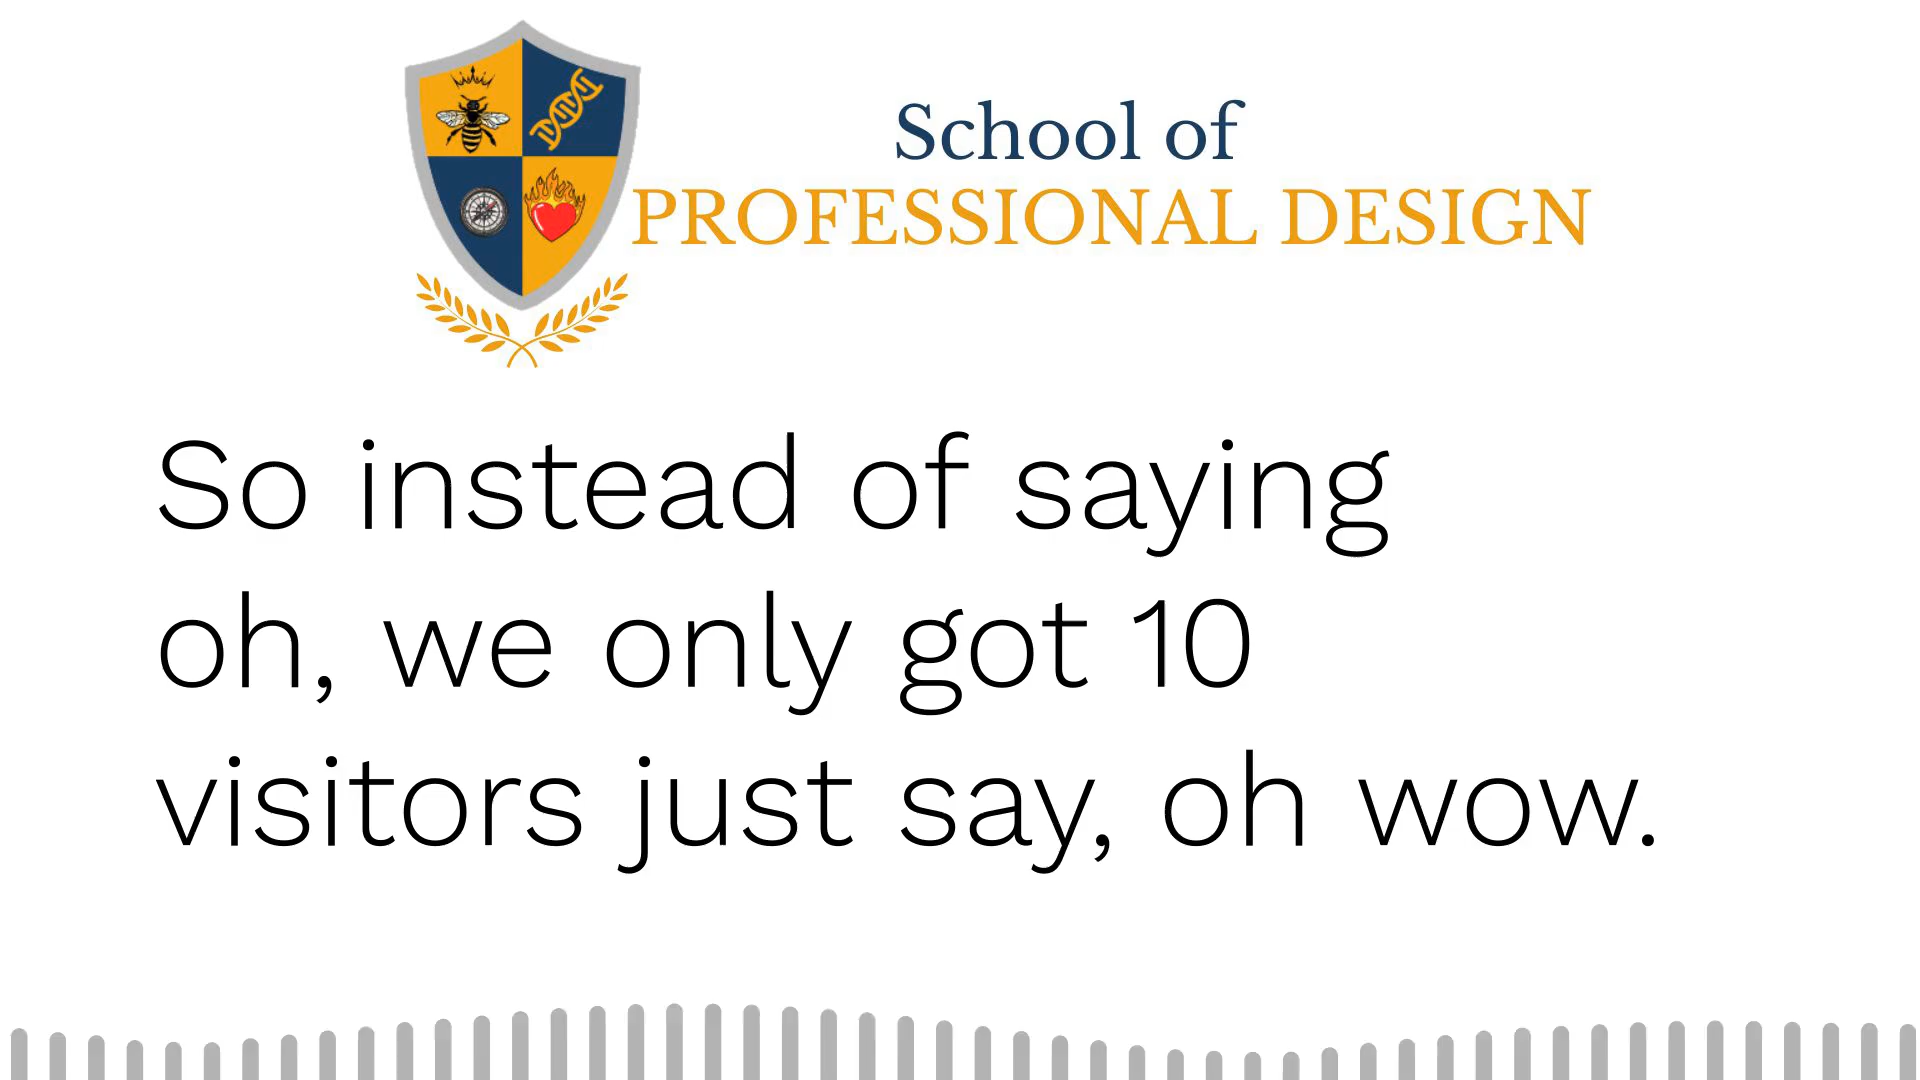 School of
PROFESSIONAL DESIGN
So instead of saying
oh, we only got 10
visitors just say, oh wow.